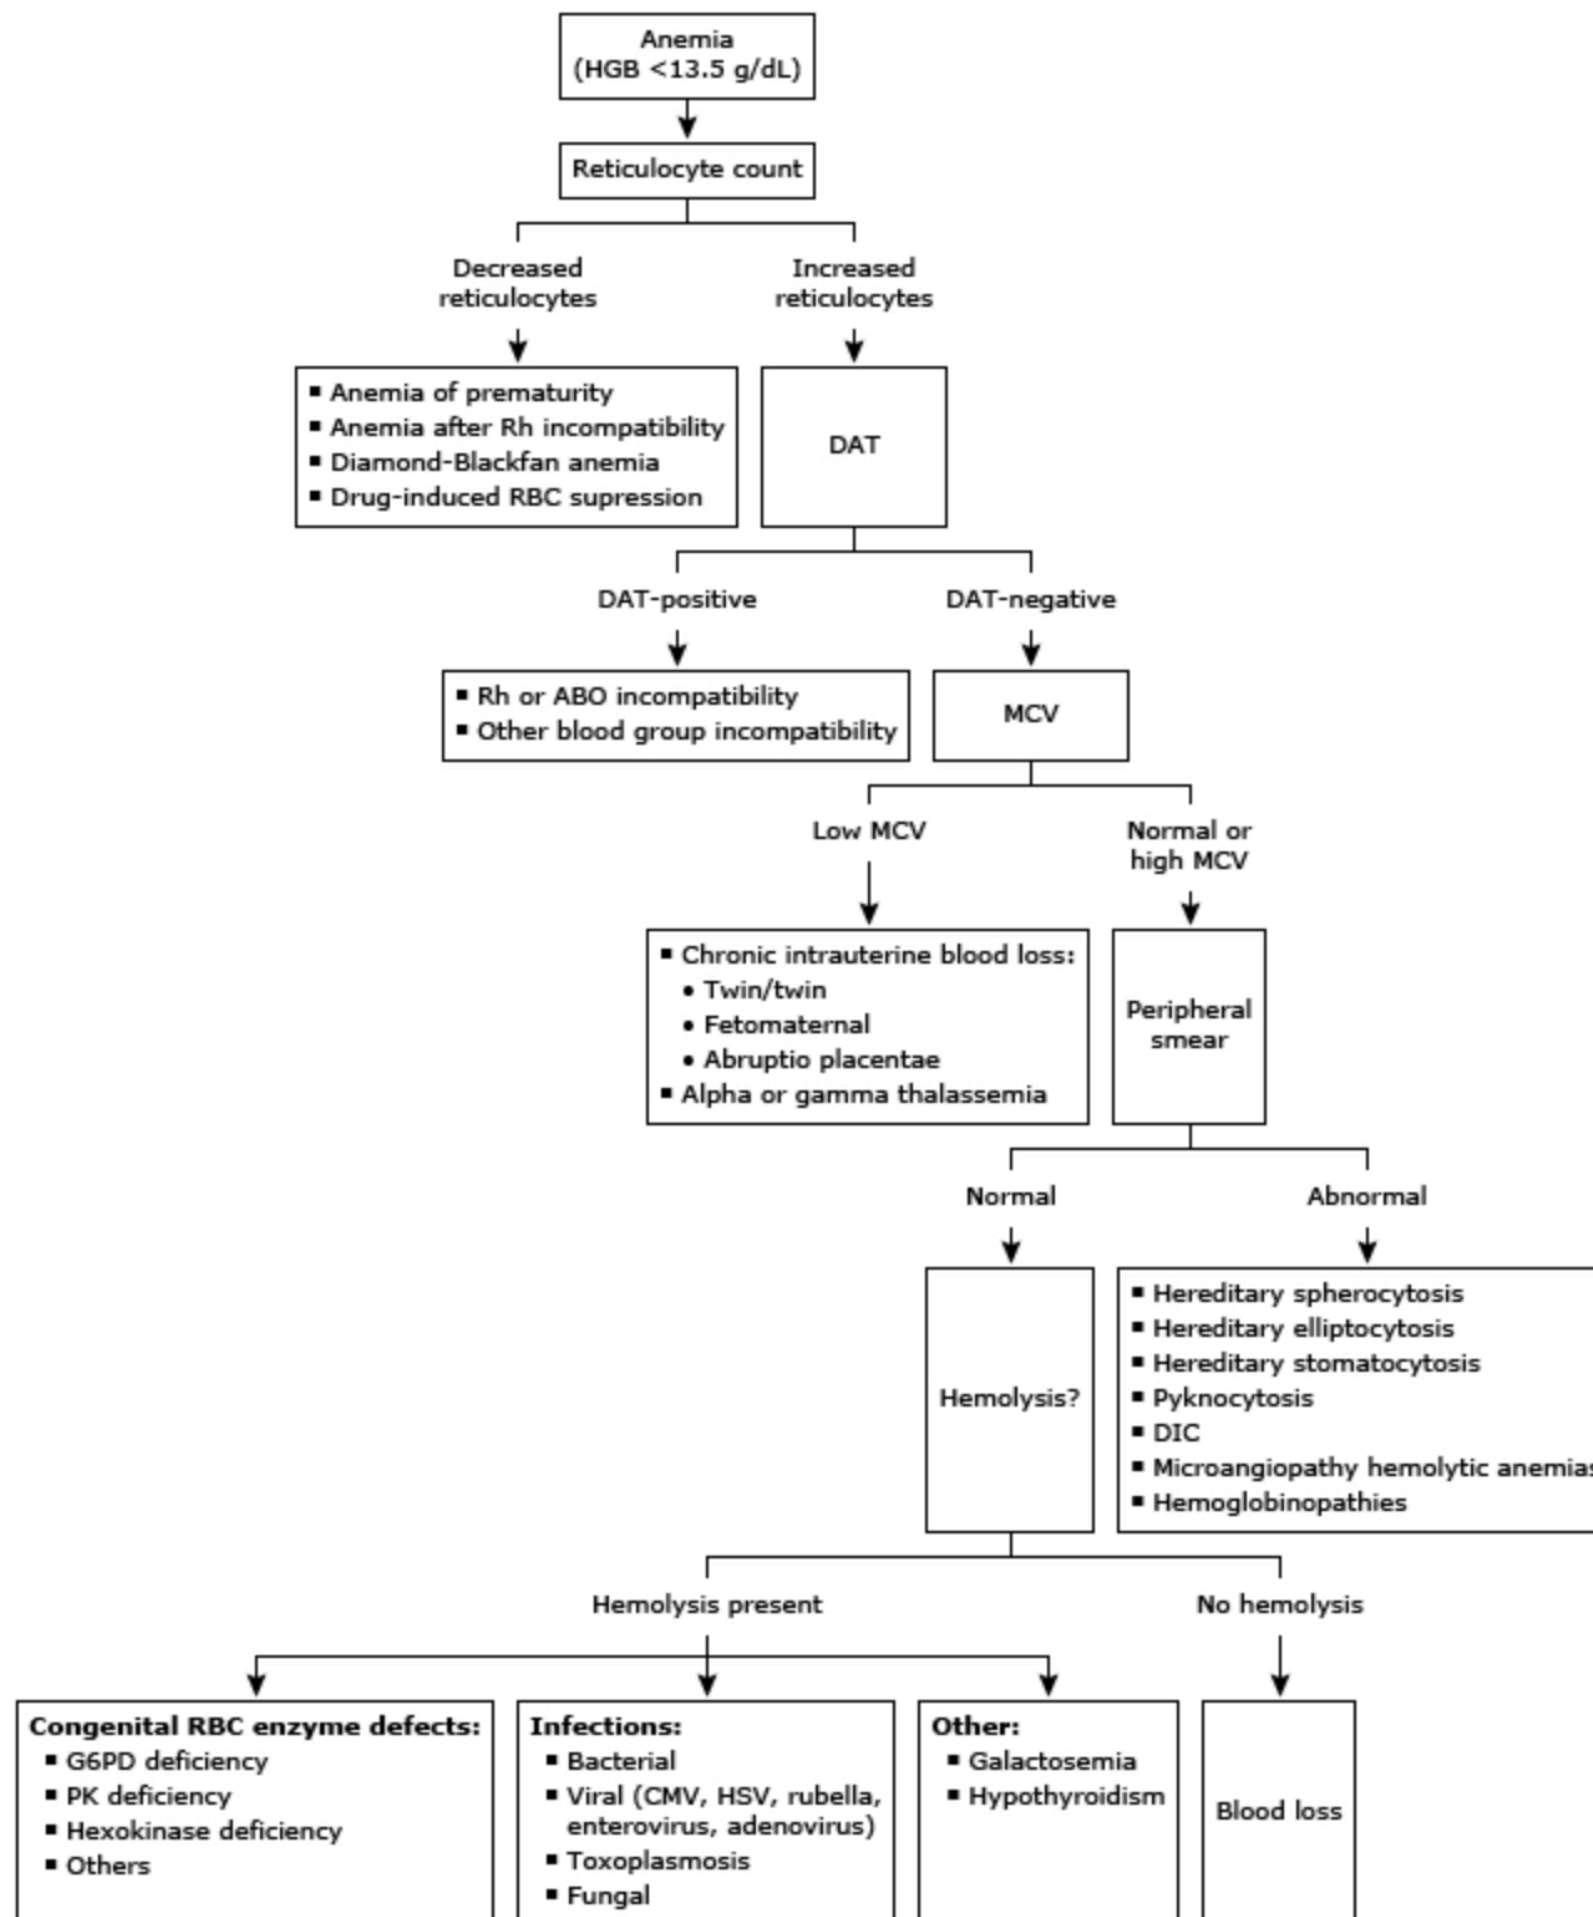 Anemia
(HGB <13.5 g/dL)
Reticulocyte count
Decreased
reticulocytes
Increased
reticulocytes
▪ Anemia of prematurity
▪ Anemia after Rh incompatibility
▪ Diamond-Blackfan anemia
▪ Drug-induced RBC supression
DAT
DAT-positive
DAT-negative
▪ Rh or ABO incompatibility
▪ Other blood group incompatibility
MCV
Low MCV
Normal or
high MCV
▪ Chronic intrauterine blood loss:
• Twin/twin
• Fetomaternal
• Abruptio placentae
▪ Alpha or gamma thalassemia
Peripheral
smear
Normal
Abnormal
Hemolysis?
▪ Hereditary spherocytosis
▪ Hereditary elliptocytosis
▪ Hereditary stomatocytosis
▪ Pyknocytosis
▪ DIC
▪ Microangiopathy hemolytic anemias
▪ Hemoglobinopathies
Hemolysis present
No hemolysis
Congenital RBC enzyme defects:
▪ G6PD deficiency
▪ PK deficiency
▪ Hexokinase deficiency
▪ Others
Infections:
▪ Bacterial
▪ Viral (CMV, HSV, rubella,
enterovirus, adenovirus)
▪ Toxoplasmosis
▪ Fungal
Other:
▪ Galactosemia
▪ Hypothyroidism
Blood loss